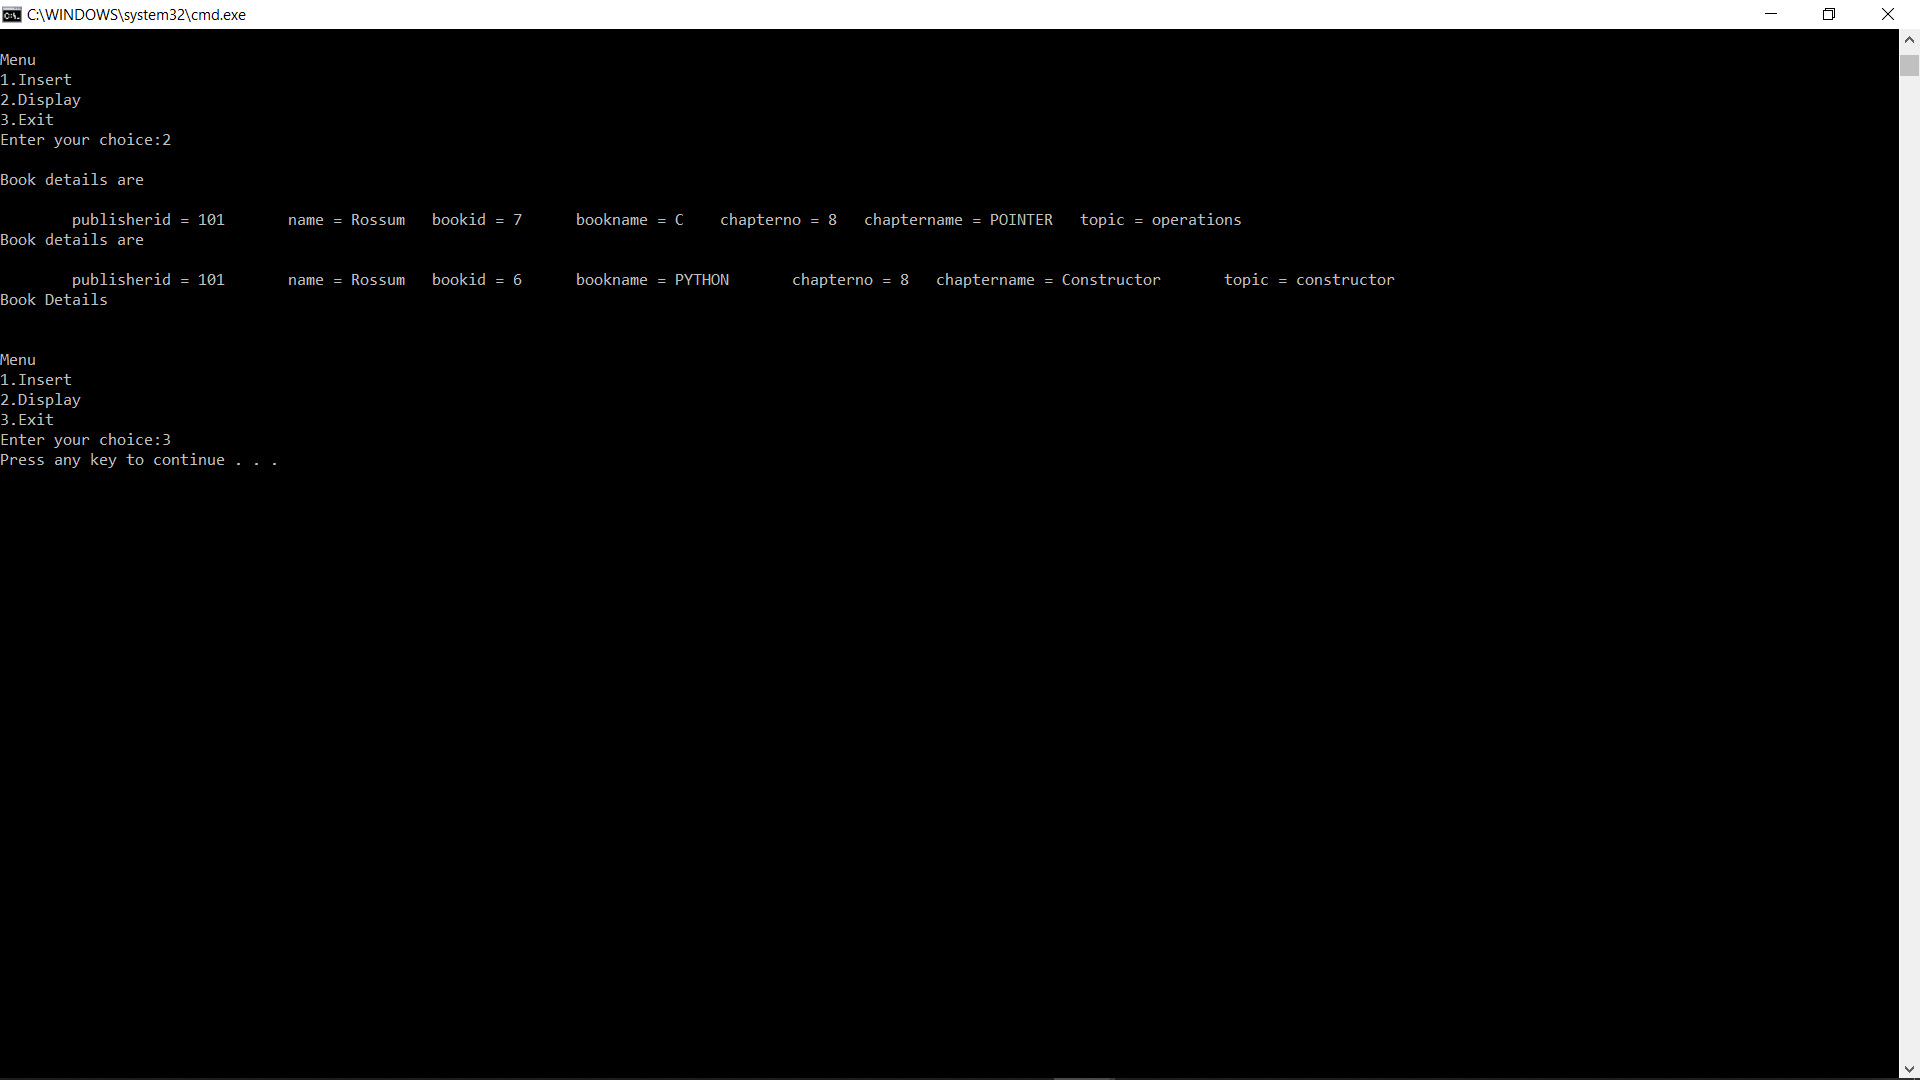 C:\WINDOWS\system32\cmd.exe
Menu
1.Insert
2.Display
3.Exit
Enter your choice:2
Book details are
publisherid = 101 name = Rossum bookid = 7 bookname = C chapterno = 8 chaptername = POINTER topic = operations
Book details are
publisherid = 101 name = Rossum bookid = 6 bookname = PYTHON chapterno = 8 chaptername = Constructor topic = constructor
Book Details
Menu
1.Insert
2.Display
3.Exit
Enter your choice:3
Press any key to continue . . .